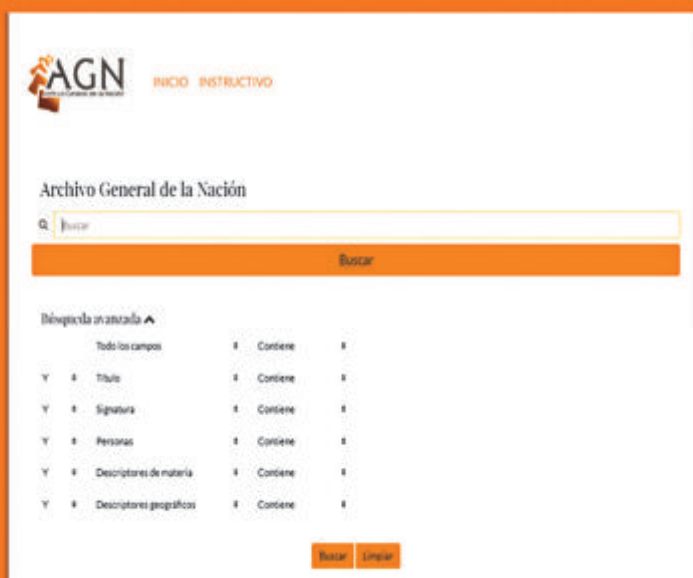 AGN
INICIO INSTRUCTIVO
Archivo General de la Nación
Buscar
Buscar
Búsqueda avanzada
Todo los campos Contiene
Y Título Contiene
Y Signatura Contiene
Y Personas Contiene
Y Descriptores de materia Contiene
Y Descriptores geográficos Contiene
Buscar Limpiar